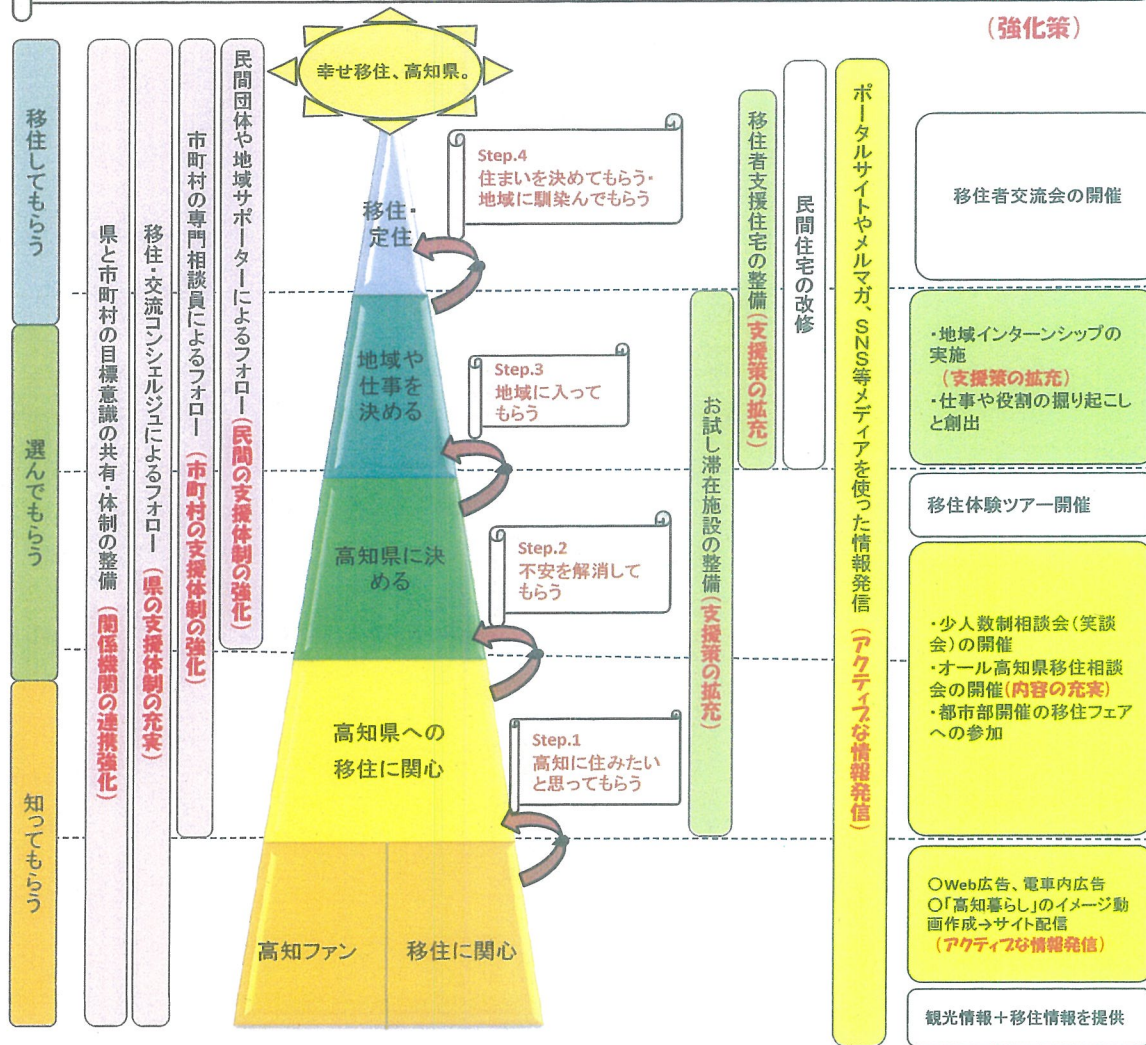 (強化策)
移住してもらう
選んでもらう
知ってもらう
県と市町村の目標意識の共有・体制の整備(関係機関の連携強化)
移住・交流コンシェルジュによるフォロー(県の支援体制の充実)
市町村の専門相談員によるフォロー(市町村の支援体制の強化)
民間団体や地域サポーターによるフォロー(民間の支援体制の強化)
幸せ移住、高知県。
移住・
定住
地域や
仕事を
決める
高知県に決
める
高知県への
移住に関心
高知ファン
移住に関心
Step.4
住まいを決めてもらう・
地域に馴染んでもらう
Step.3
地域に入って
もらう
Step.2
不安を解消して
もらう
Step.1
高知に住みたい
と思ってもらう
お試し滞在施設の整備(支援策の拡充)
移住者支援住宅の整備(支援策の拡充)
民間住宅の改修
ポータルサイトやメルマガ、SNS等メディアを使った情報発信(アクティブな情報発信)
移住者交流会の開催
・地域インターンシップの
実施
(支援策の拡充)
・仕事や役割の掘り起こし
と創出
移住体験ツアー開催
・少人数制相談会(笑談
会)の開催
・オール高知県移住相談
会の開催(内容の充実)
・都市部開催の移住フェア
への参加
○Web広告、電車内広告
○「高知暮らし」のイメージ動
画作成→サイト配信
(アクティブな情報発信)
観光情報+移住情報を提供